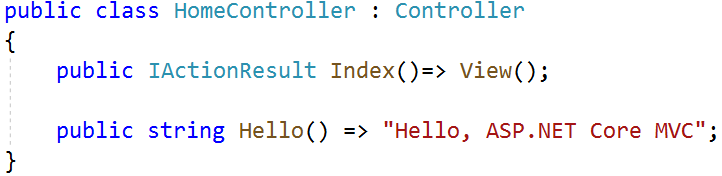 public class HomeController : Controller
{
    public IActionResult Index()=> View();
    public string Hello() => "Hello, ASP.NET Core MVC";
}